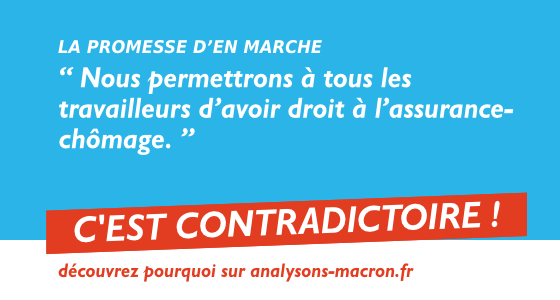 LA PROMESSE D’EN MARCHE
“ Nous permettrons à tous les
travailleurs d’avoir droit à l’assurance-
chômage. ”
C'EST CONTRADICTOIRE !
découvrez pourquoi sur analysons-macron.fr